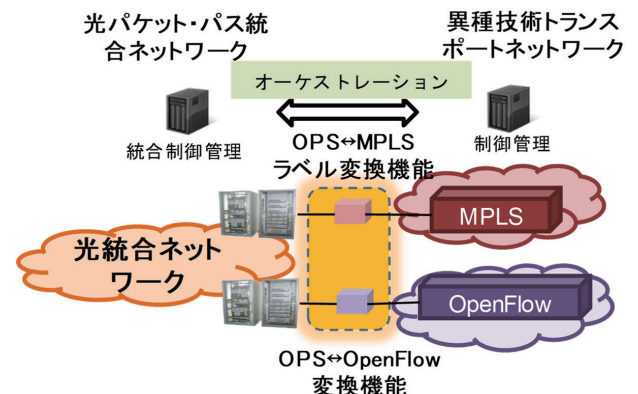 光パケット・パス統
合ネットワーク
異種技術トランス
ポートネットワーク
オーケストレーション
統合制御管理
制御管理
OPS⇔MPLS
ラベル変換機能
MPLS
光統合ネット
ワーク
OpenFlow
OPS⇔OpenFlow
変換機能